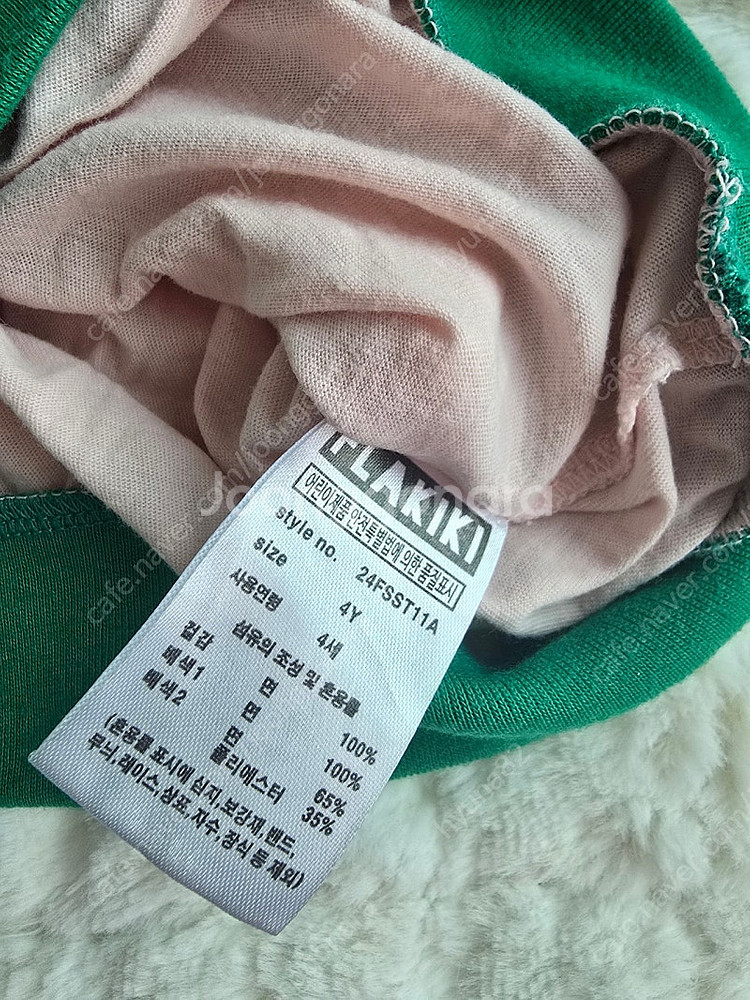 FLAKIKI
어린이제품 안전특별법에 의한 품질표시
style no. 24FSST11A
size 4Y
사용연령 4세
섬유의 조성 및 혼용률
겉감 면 100%
배색1 면 100%
배색2 면 65%
폴리에스터 35%
(혼용률 표시에 심지, 보강재, 밴드,
무늬, 레이스, 상표, 자수, 장식 등 제외)
Joonggonara